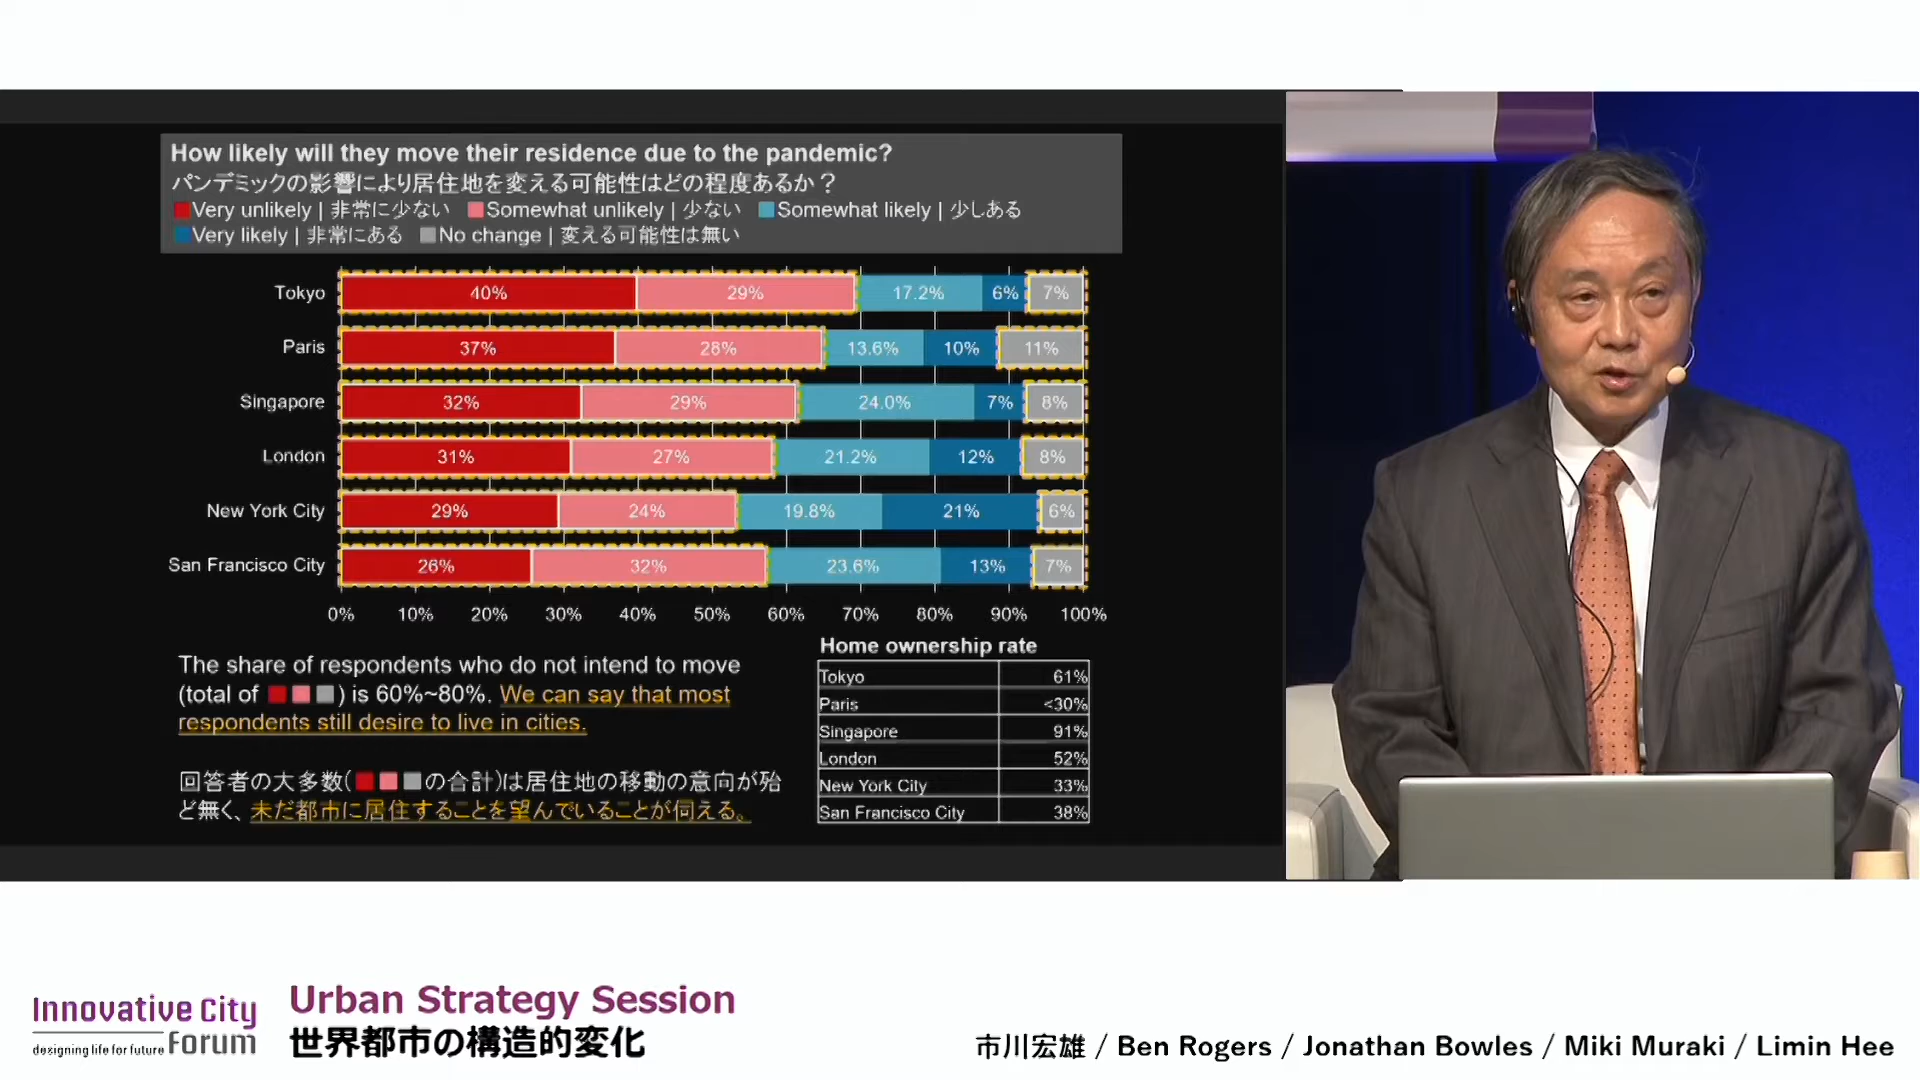 How likely will they move their residence due to the pandemic?
パンデミックの影響により居住地を変える可能性はどの程度あるか？
Very unlikely | 非常に少ない Somewhat unlikely | 少ない Somewhat likely | 少しある
Very likely | 非常にある No change | 変える可能性は無い
Tokyo 40% 29% 17.2% 6% 7%
Paris 37% 28% 13.6% 10% 11%
Singapore 32% 29% 24.0% 7% 8%
London 31% 27% 21.2% 12% 8%
New York City 29% 24% 19.8% 21% 6%
San Francisco City 26% 32% 23.6% 13% 7%
0% 10% 20% 30% 40% 50% 60% 70% 80% 90% 100%
The share of respondents who do not intend to move
(total of ) is 60%~80%. We can say that most
respondents still desire to live in cities.
回答者の大多数(の合計)は居住地の移動の意向が殆
ど無く、未だ都市に居住することを望んでいることが伺える。
Home ownership rate
Tokyo 61%
Paris <30%
Singapore 91%
London 52%
New York City 33%
San Francisco City 38%
Innovative City
designing life for future Forum
Urban Strategy Session
世界都市の構造的変化
市川宏雄 / Ben Rogers / Jonathan Bowles / Miki Muraki / Limin Hee